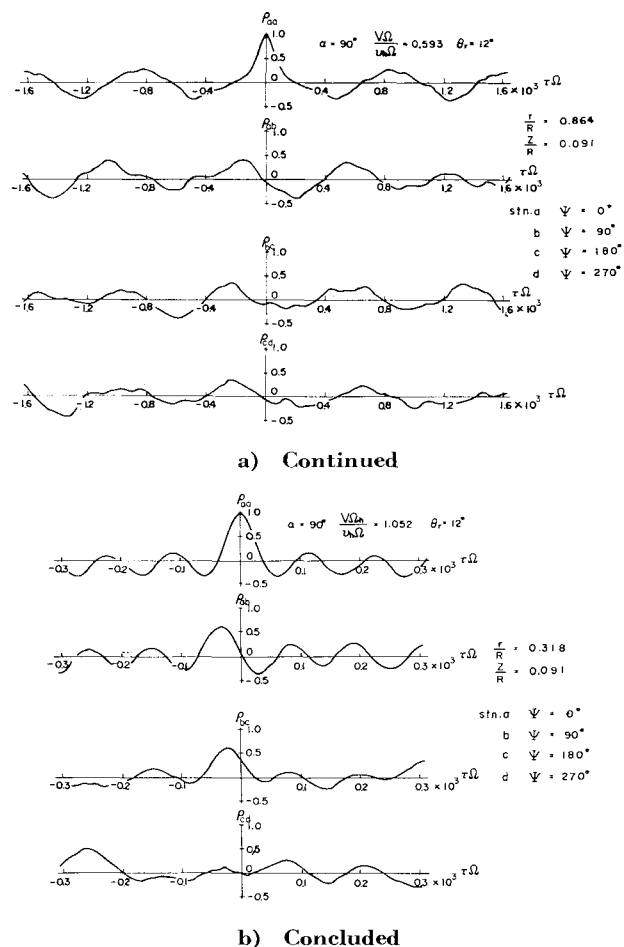 ρaa
1.0
α = 90° VΩ/vhΩ = 0.593 θr = 12°
0.5
-1.6 -1.2 -0.8 -0.4 0 0.4 0.8 1.2 1.6 × 10³ τΩ
-0.5
r/R = 0.864
Z/R = 0.091
1.0
0.5
τΩ
-1.6 -1.2 -0.8 -0.4 0 0.4 0.8 1.2 1.6 × 10³
-0.5
stn. a Ψ = 0°
b Ψ = 90°
c Ψ = 180°
d Ψ = 270°
ρbc
1.0
0.5
τΩ
-1.6 -1.2 -0.8 -0.4 0 0.4 0.8 1.2 1.6 × 10³
-0.5
ρcd
1.0
0.5
-1.6 -1.2 -0.8 -0.4 0 0.4 0.8 1.2 1.6 × 10³ τΩ
-0.5
a) Continued
ρaa
1.0
α = 90° VΩh/vhΩ = 1.052 θr = 12°
0.5
-0.3 -0.2 -0.1 0 0.1 0.2 0.3 × 10³ τΩ
-0.5
ρab
1.0
0.5
-0.3 -0.2 -0.1 0 0.1 0.2 0.3 × 10³ τΩ
-0.5
r/R = 0.318
Z/R = 0.091
stn. a Ψ = 0°
b Ψ = 90°
c Ψ = 180°
d Ψ = 270°
ρbc
1.0
0.5
-0.3 -0.2 -0.1 0 0.1 0.2 0.3 × 10³ τΩ
-0.5
ρcd
1.0
0.5
-0.3 -0.2 -0.1 0 0.1 0.2 0.3 × 10³ τΩ
-0.5
b) Concluded